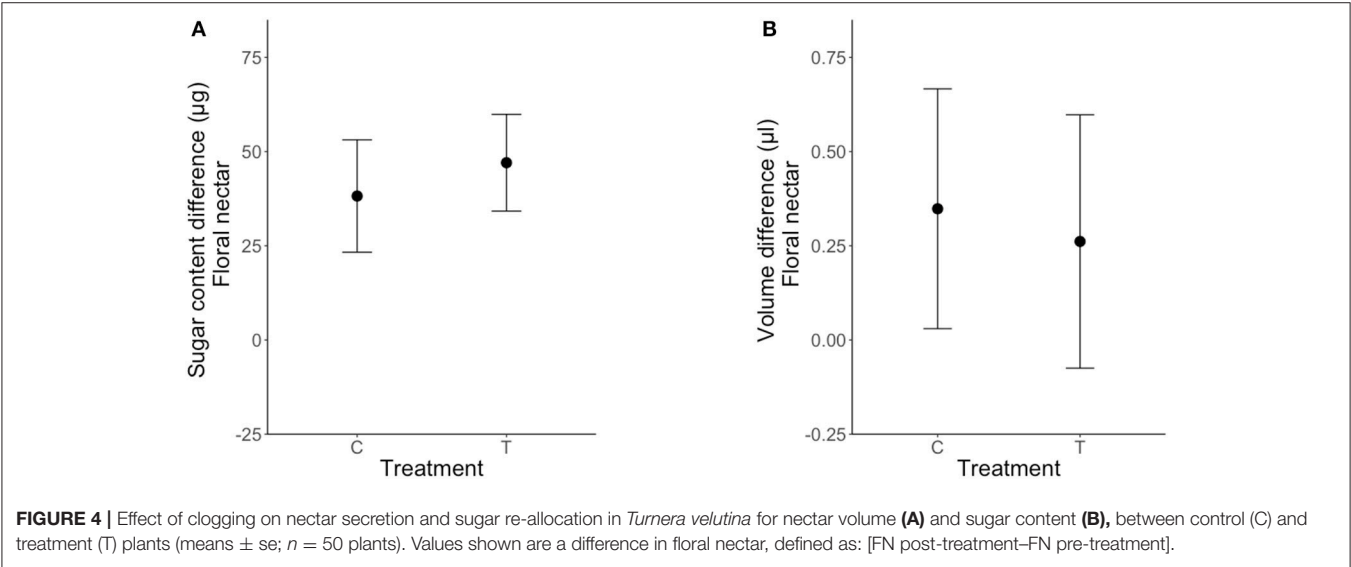 A
75
50
25
0
-25
Sugar content difference (µg)
Floral nectar
C T
Treatment
B
0.75
0.50
0.25
0.00
-0.25
Volume difference (µl)
Floral nectar
C T
Treatment
FIGURE 4 | Effect of clogging on nectar secretion and sugar re-allocation in Turnera velutina for nectar volume (A) and sugar content (B), between control (C) and
treatment (T) plants (means ± se; n = 50 plants). Values shown are a difference in floral nectar, defined as: [FN post-treatment–FN pre-treatment].